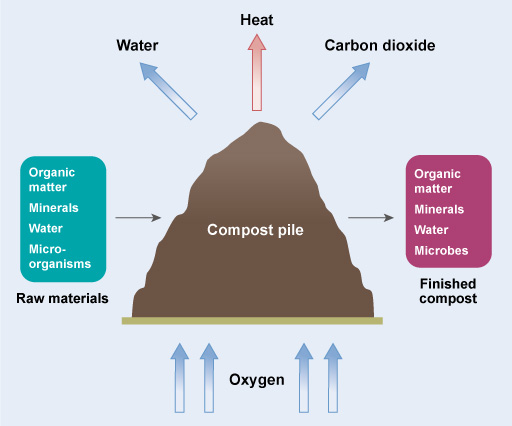 Heat
Water
Carbon dioxide
Organic
matter
Minerals
Water
Micro-
organisms
Raw materials
Compost pile
Organic
matter
Minerals
Water
Microbes
Finished
compost
Oxygen